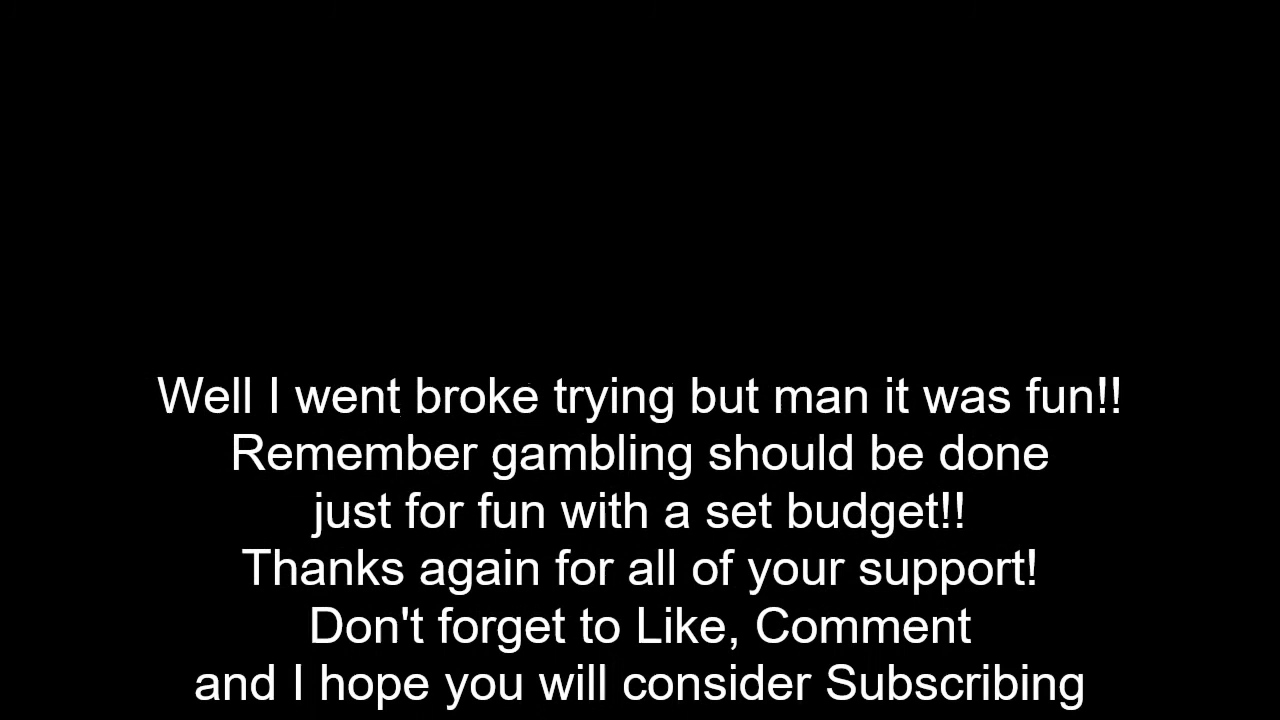 Well I went broke trying but man it was fun!!
Remember gambling should be done
just for fun with a set budget!!
Thanks again for all of your support!
Don't forget to Like, Comment
and I hope you will consider Subscribing